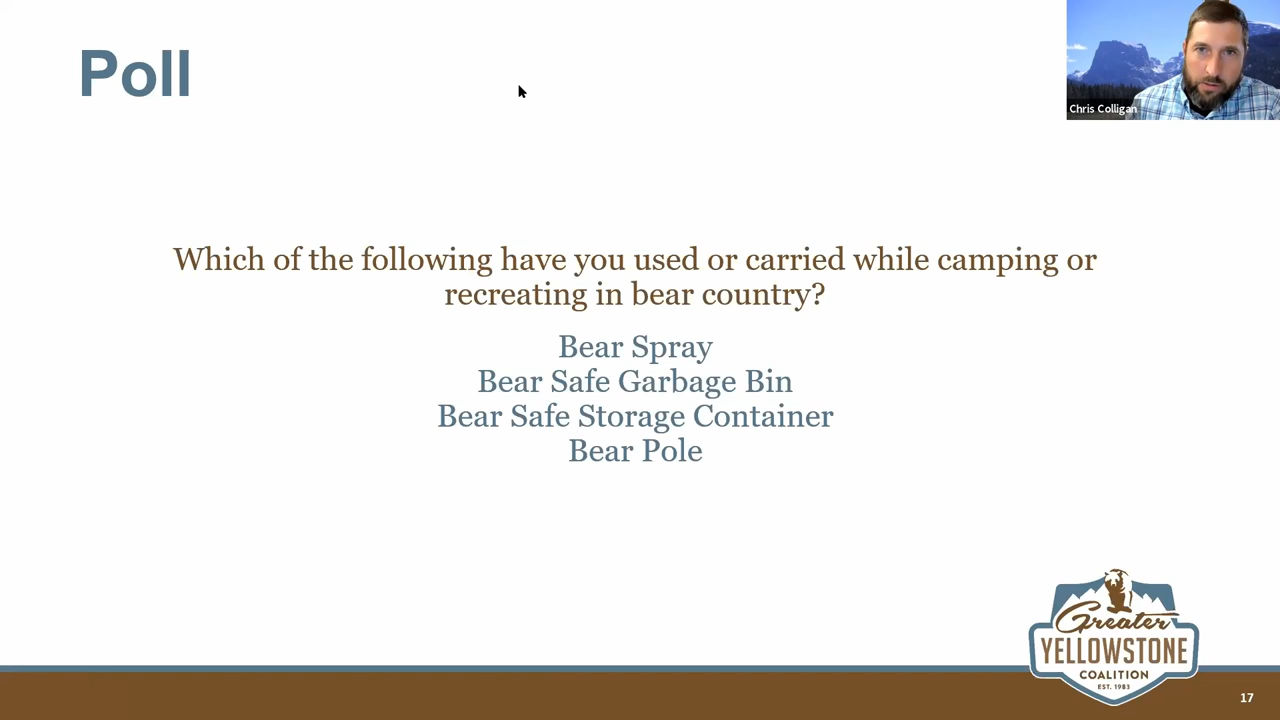 Poll
Chris Colligan
Which of the following have you used or carried while camping or
recreating in bear country?
Bear Spray
Bear Safe Garbage Bin
Bear Safe Storage Container
Bear Pole
Greater
YELLOWSTONE
COALITION
EST. 1983
17